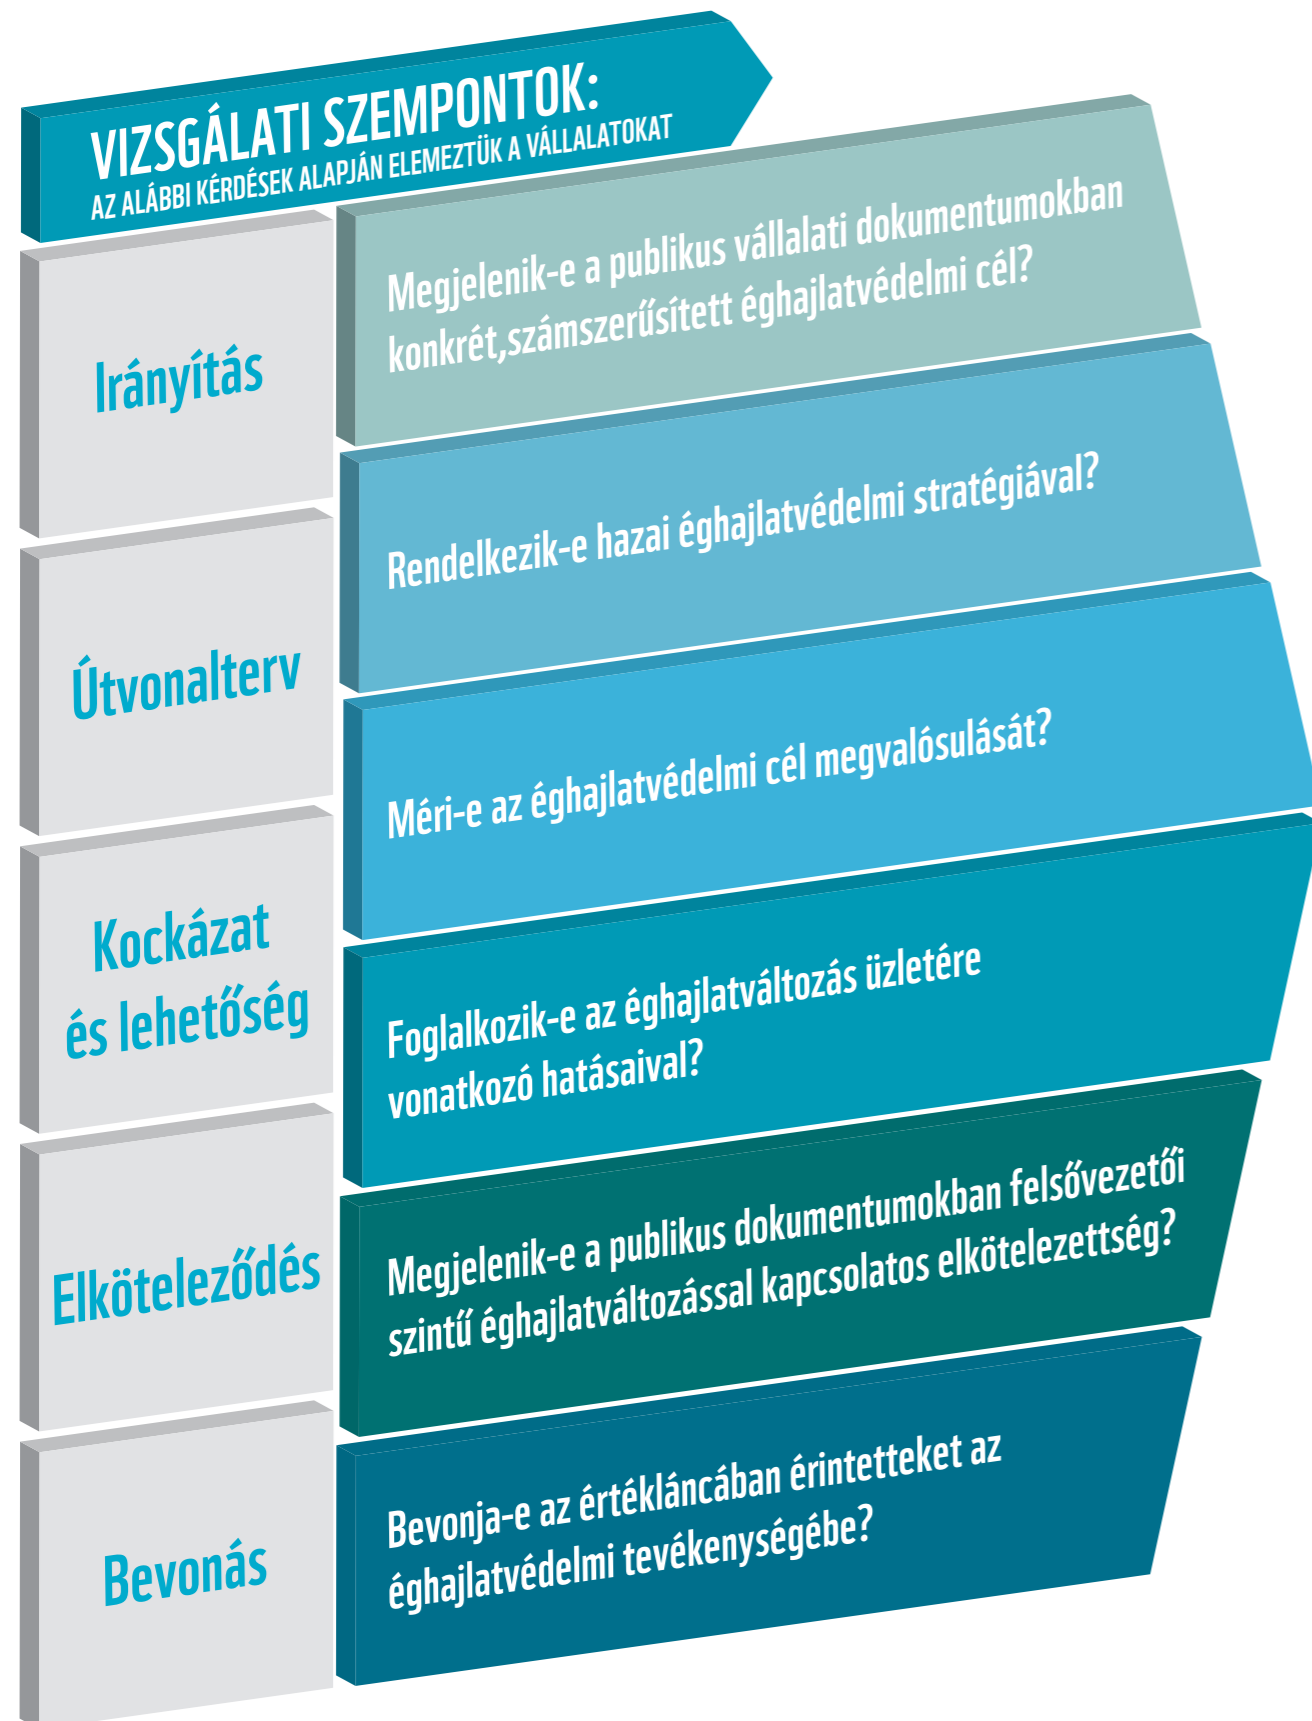 VIZSGÁLATI SZEMPONTOK:
AZ ALÁBBI KÉRDÉSEK ALAPJÁN ELEMEZTÜK A VÁLLALATOKAT
Irányítás
Megjelenik-e a publikus vállalati dokumentumokban
konkrét,számszerűsített éghajlatvédelmi cél?
Rendelkezik-e hazai éghajlatvédelmi stratégiával?
Útvonalterv
Méri-e az éghajlatvédelmi cél megvalósulását?
Kockázat
és lehetőség
Foglalkozik-e az éghajlatváltozás üzletére
vonatkozó hatásaival?
Elköteleződés
Megjelenik-e a publikus dokumentumokban felsővezetői
szintű éghajlatváltozással kapcsolatos elkötelezettség?
Bevonás
Bevonja-e az értékláncában érintetteket az
éghajlatvédelmi tevékenységébe?